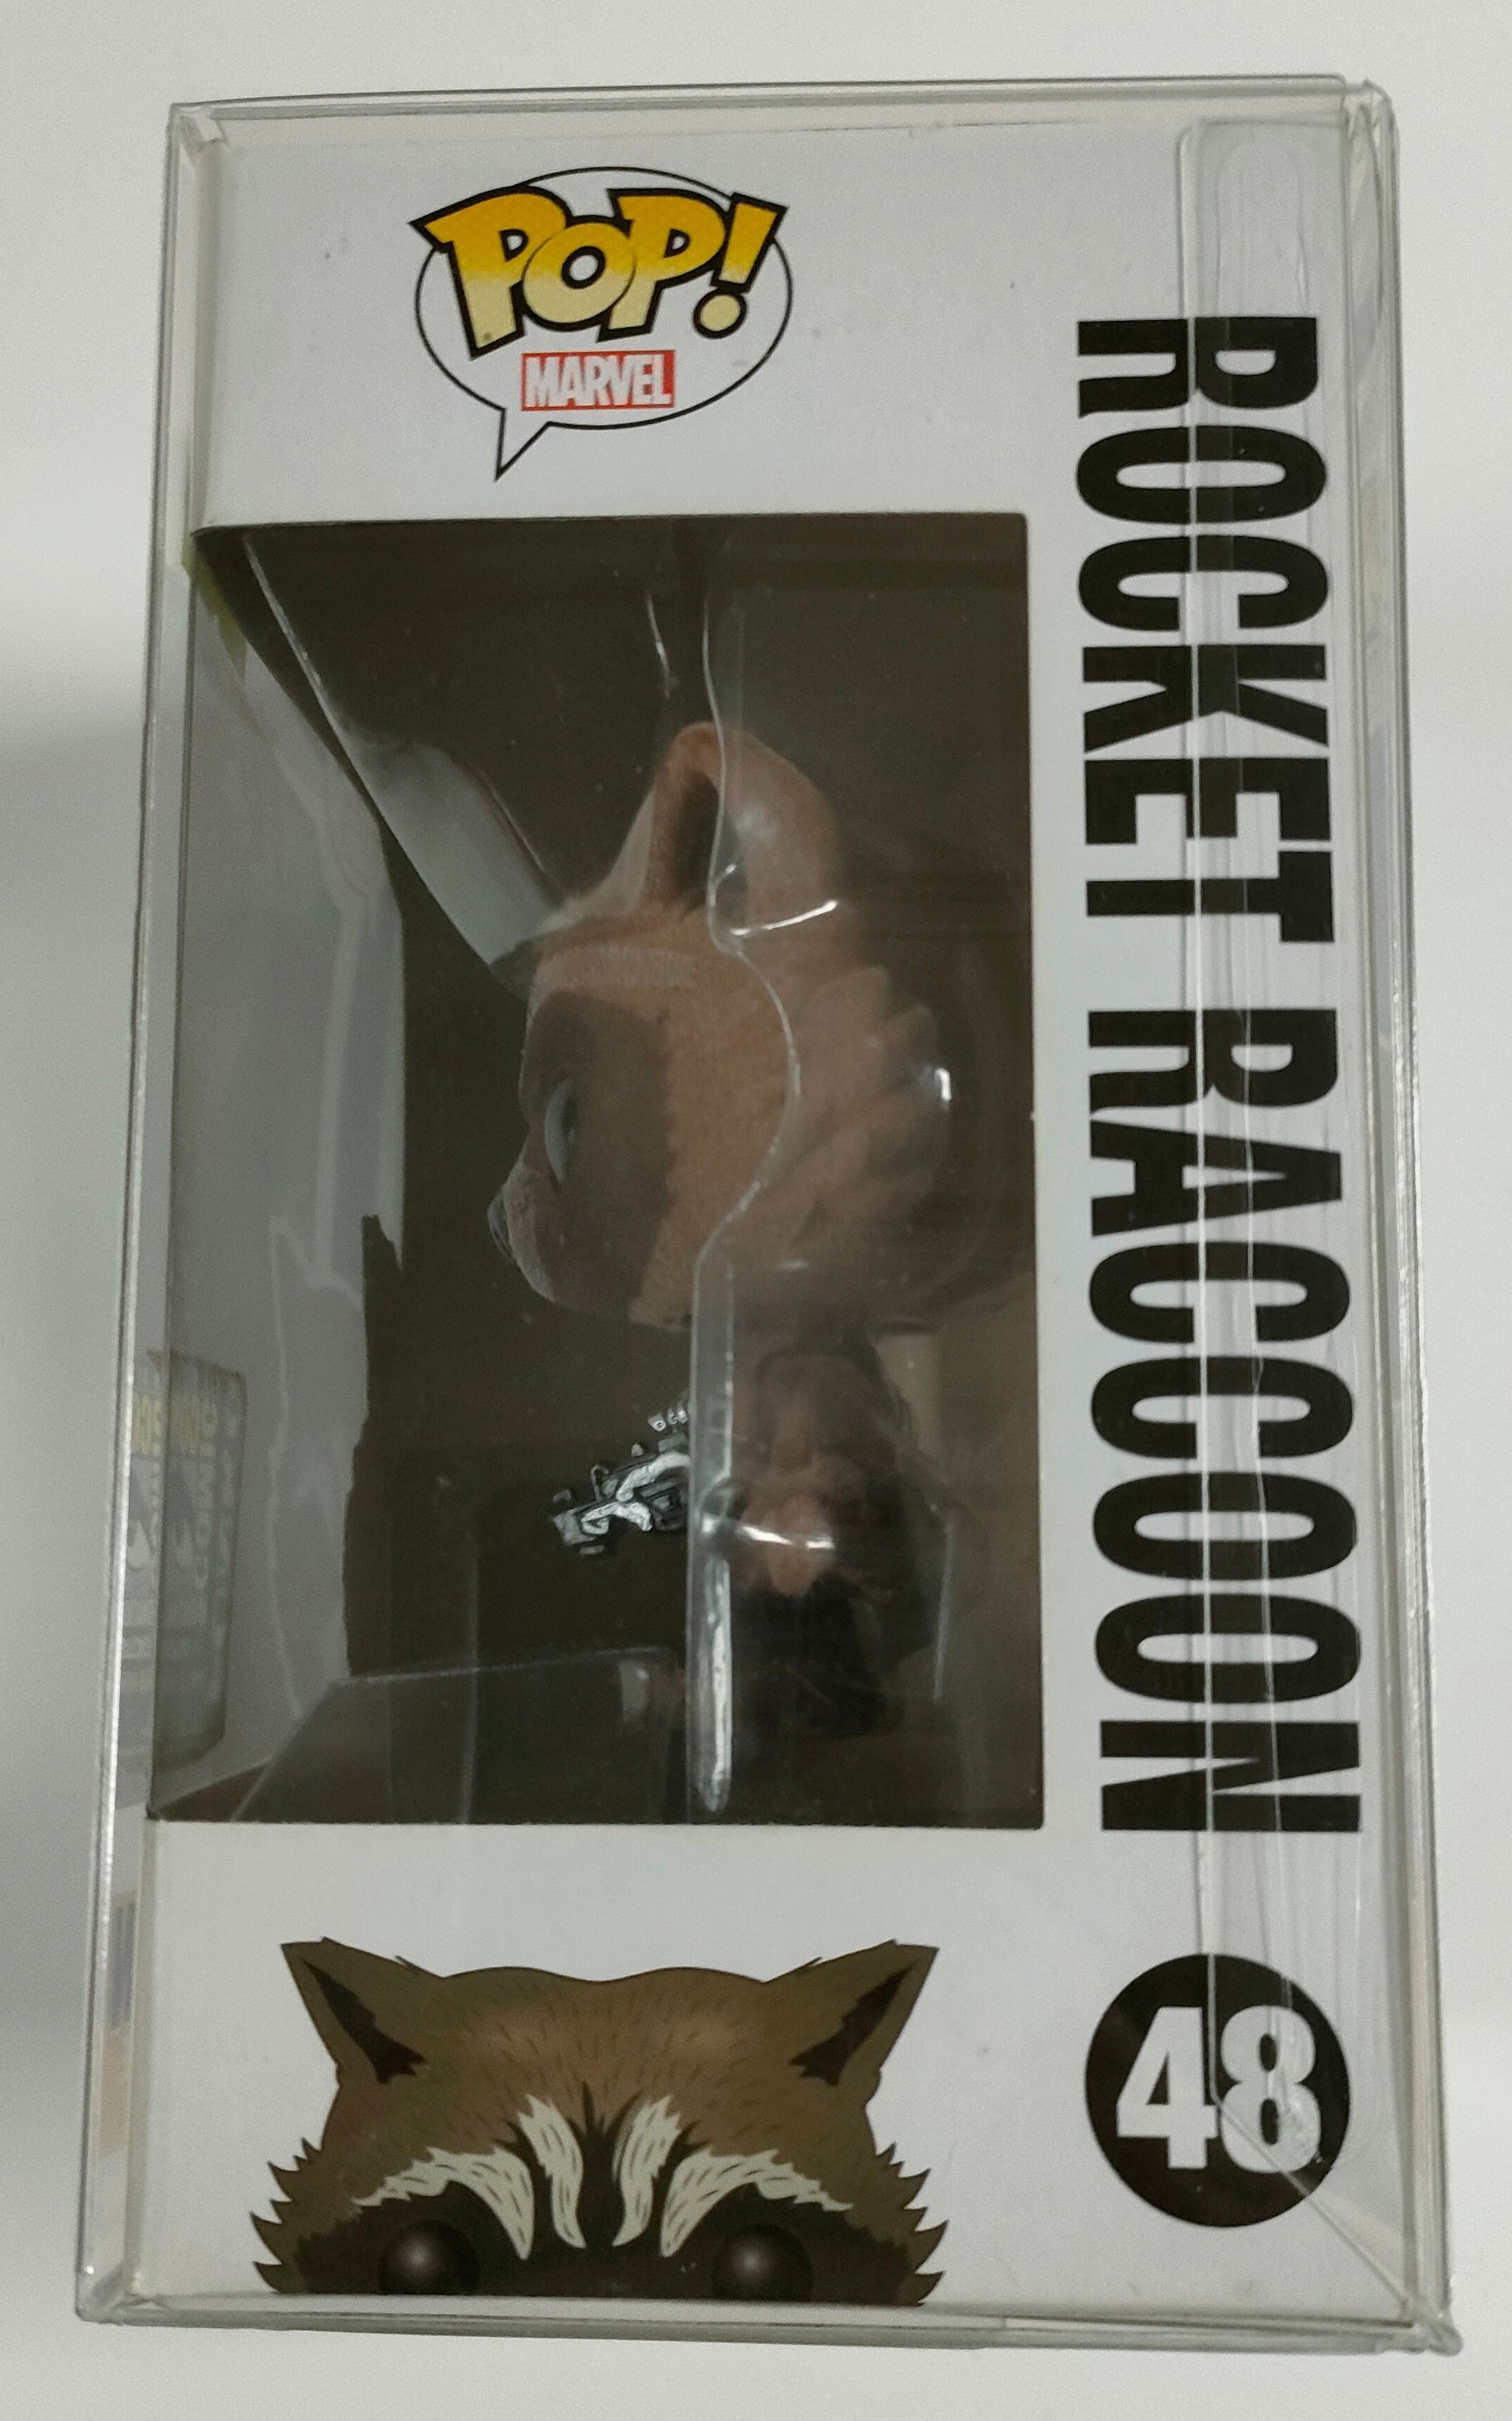 POP!
MARVEL
ROCKET RACCOON
48